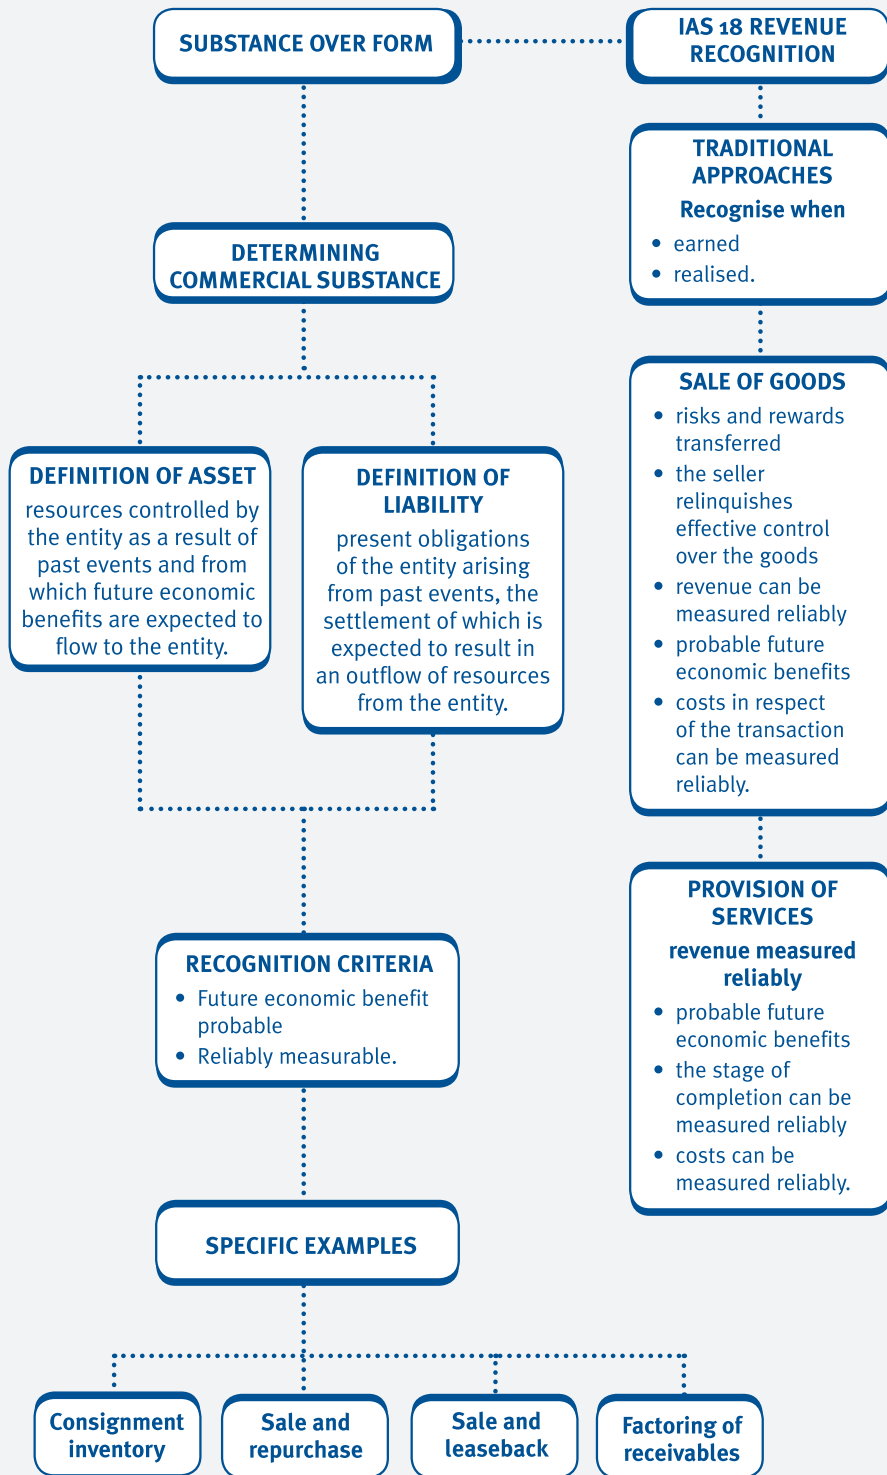 SUBSTANCE OVER FORM
IAS 18 REVENUE
RECOGNITION
TRADITIONAL
APPROACHES
Recognise when
• earned
• realised.
DETERMINING
COMMERCIAL SUBSTANCE
SALE OF GOODS
• risks and rewards
transferred
• the seller
relinquishes
effective control
over the goods
• revenue can be
measured reliably
• probable future
economic benefits
• costs in respect
of the transaction
can be measured
reliably.
DEFINITION OF ASSET
resources controlled by
the entity as a result of
past events and from
which future economic
benefits are expected to
flow to the entity.
DEFINITION OF
LIABILITY
present obligations
of the entity arising
from past events, the
settlement of which is
expected to result in
an outflow of resources
from the entity.
PROVISION OF
SERVICES
revenue measured
reliably
• probable future
economic benefits
• the stage of
completion can be
measured reliably
• costs can be
measured reliably.
RECOGNITION CRITERIA
• Future economic benefit
probable
• Reliably measurable.
SPECIFIC EXAMPLES
Consignment
inventory
Sale and
repurchase
Sale and
leaseback
Factoring of
receivables